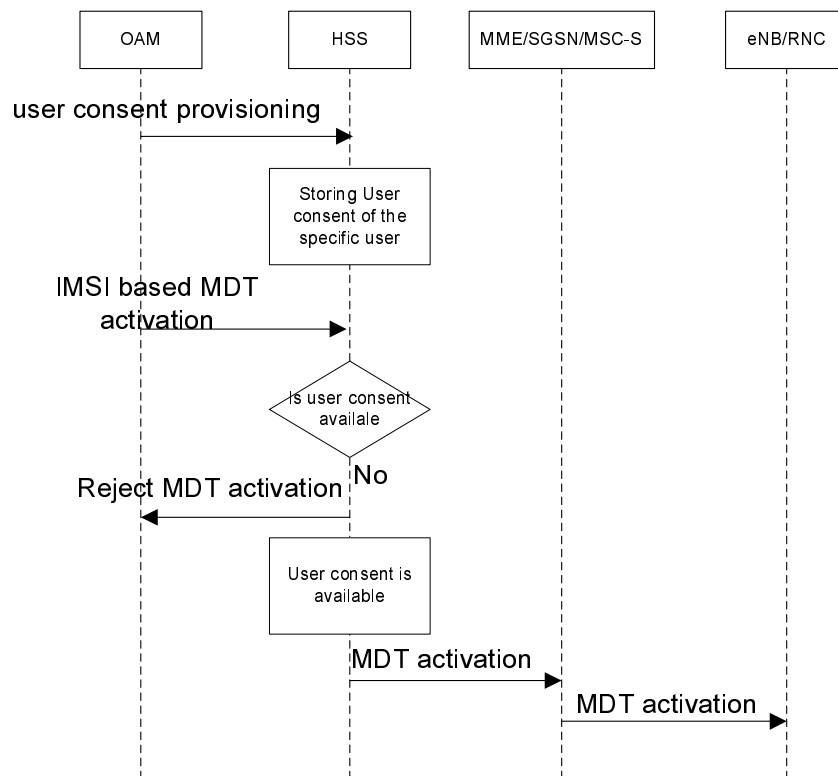 OAM
HSS
MME/SGSN/MSC-S
eNB/RNC
user consent provisioning
Storing User
consent of the
specific user
IMSI based MDT
activation
Is user consent
availale
No
Reject MDT activation
User consent is
available
MDT activation
MDT activation